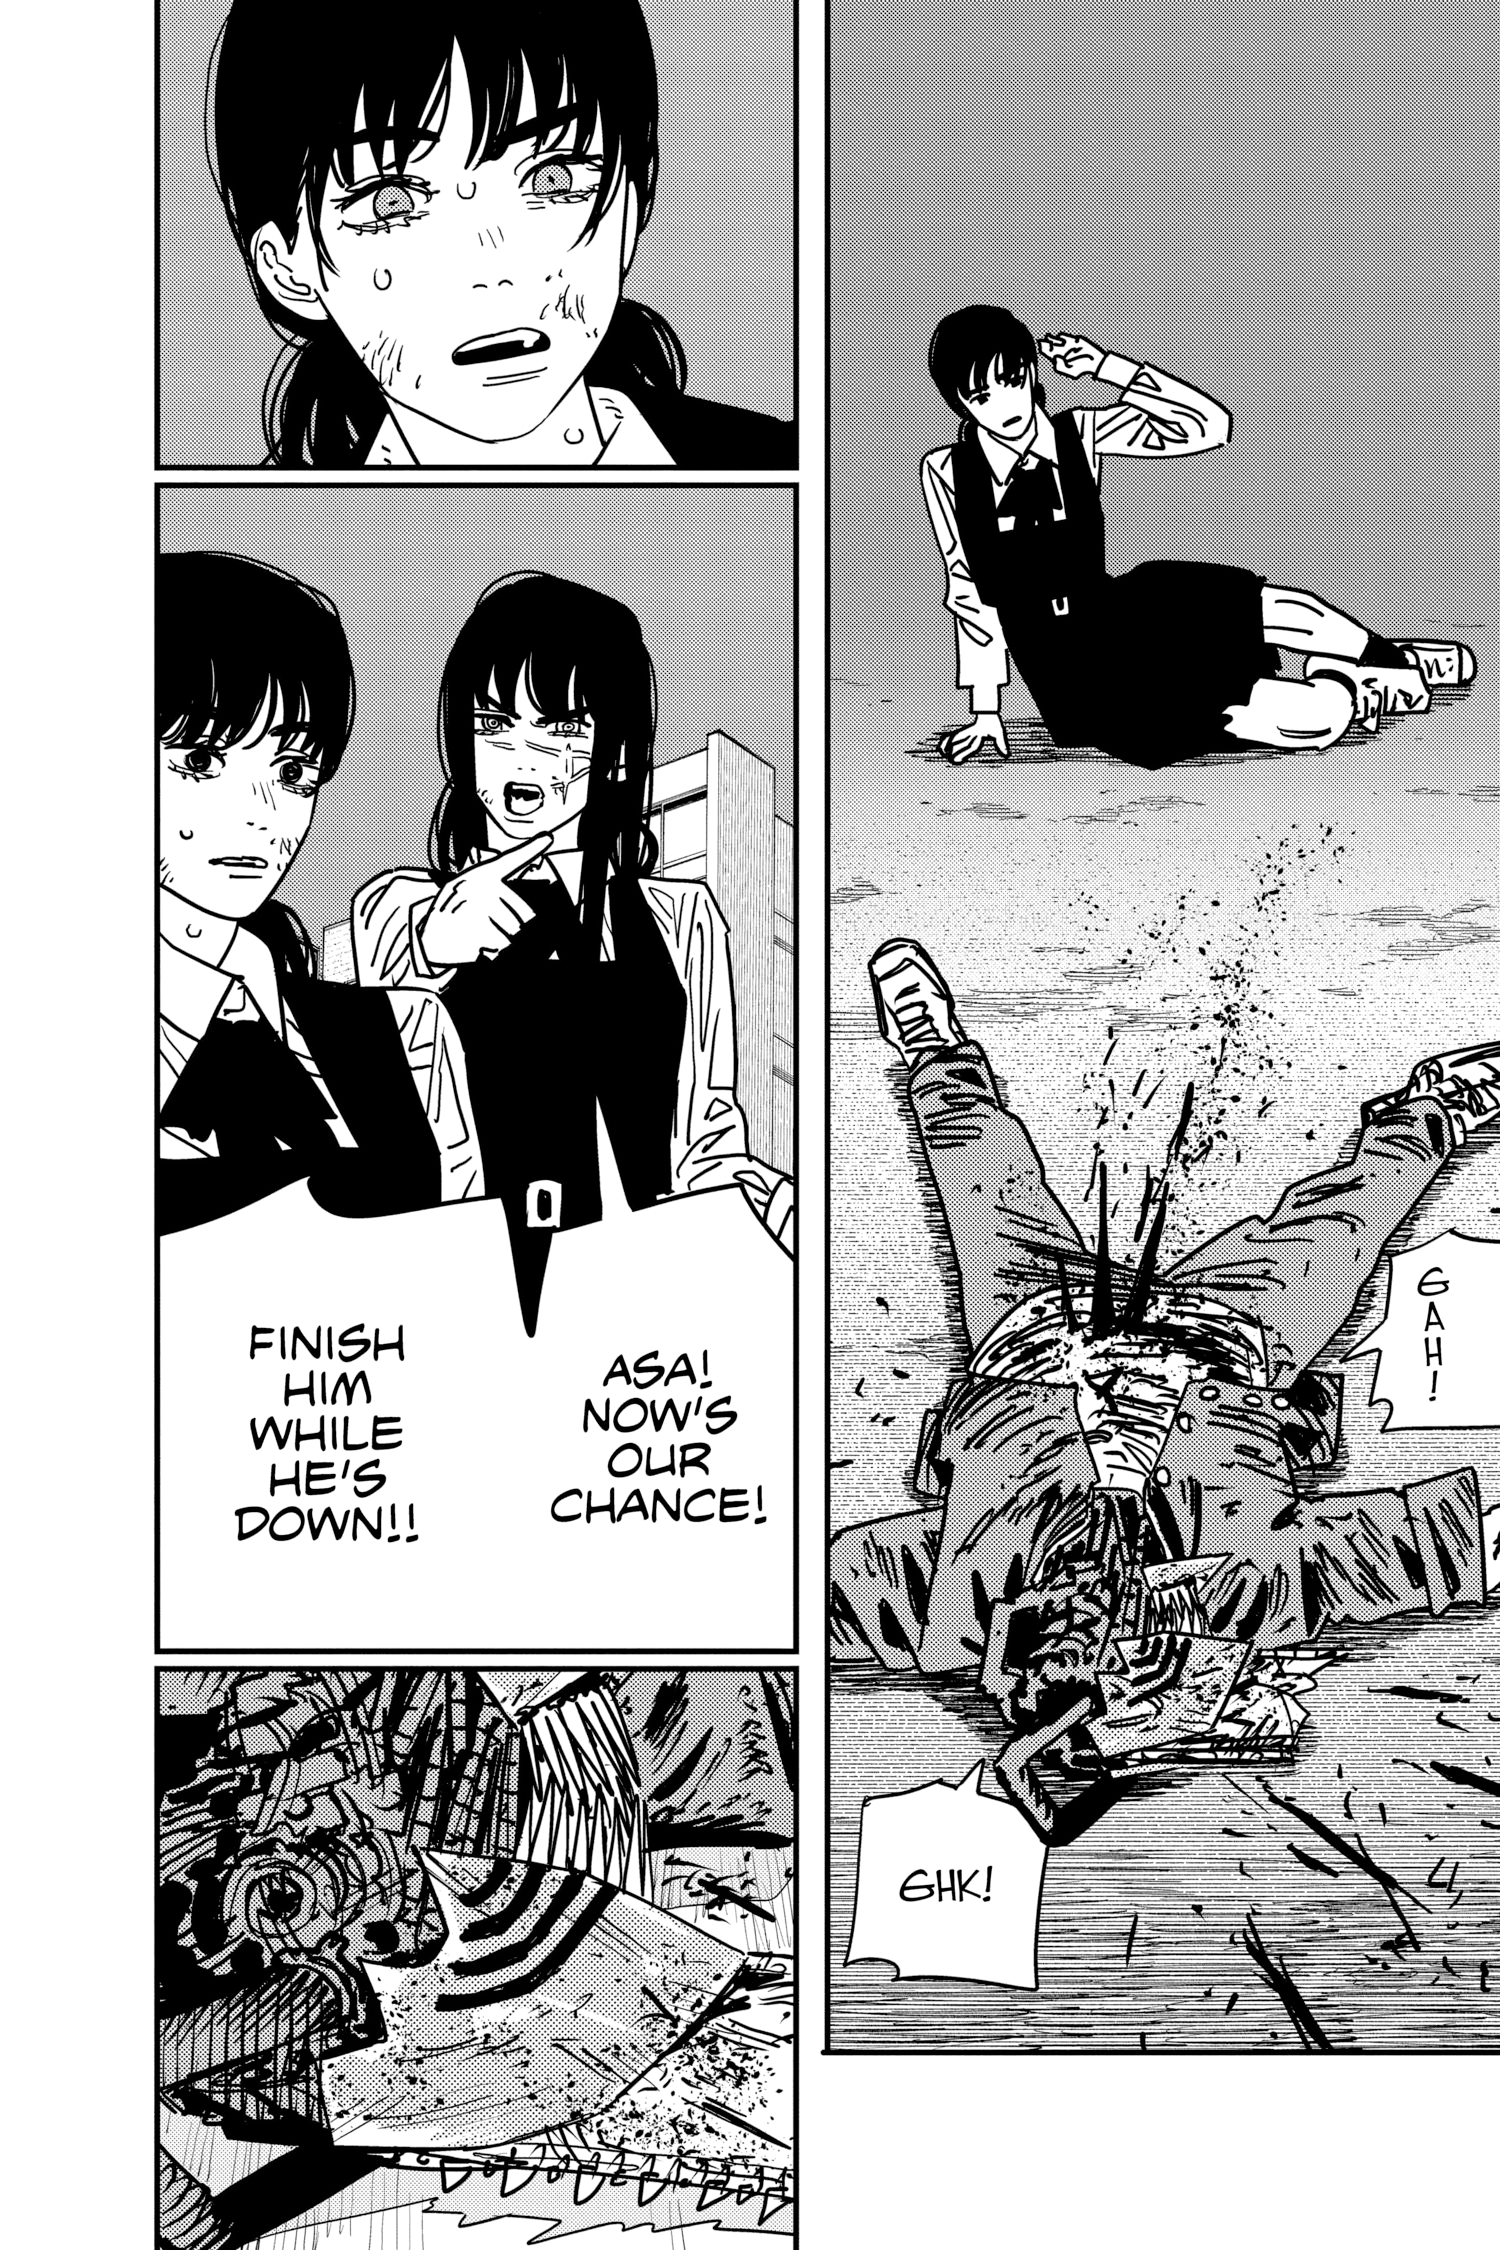 GAH!
GHK!
ASA!
NOW'S
OUR
CHANCE!
FINISH
HIM
WHILE
HE'S
DOWN!!